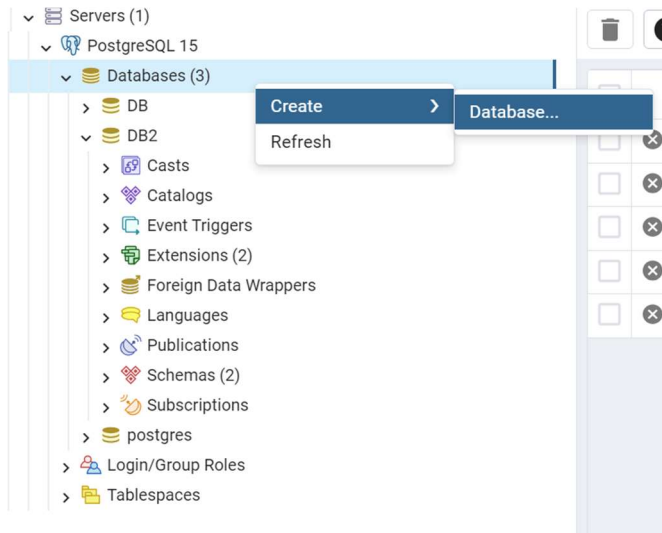 Servers (1)
PostgreSQL 15
Databases (3)
DB
Create
Database...
DB2
Refresh
Casts
Catalogs
Event Triggers
Extensions (2)
Foreign Data Wrappers
Languages
Publications
Schemas (2)
Subscriptions
postgres
Login/Group Roles
Tablespaces